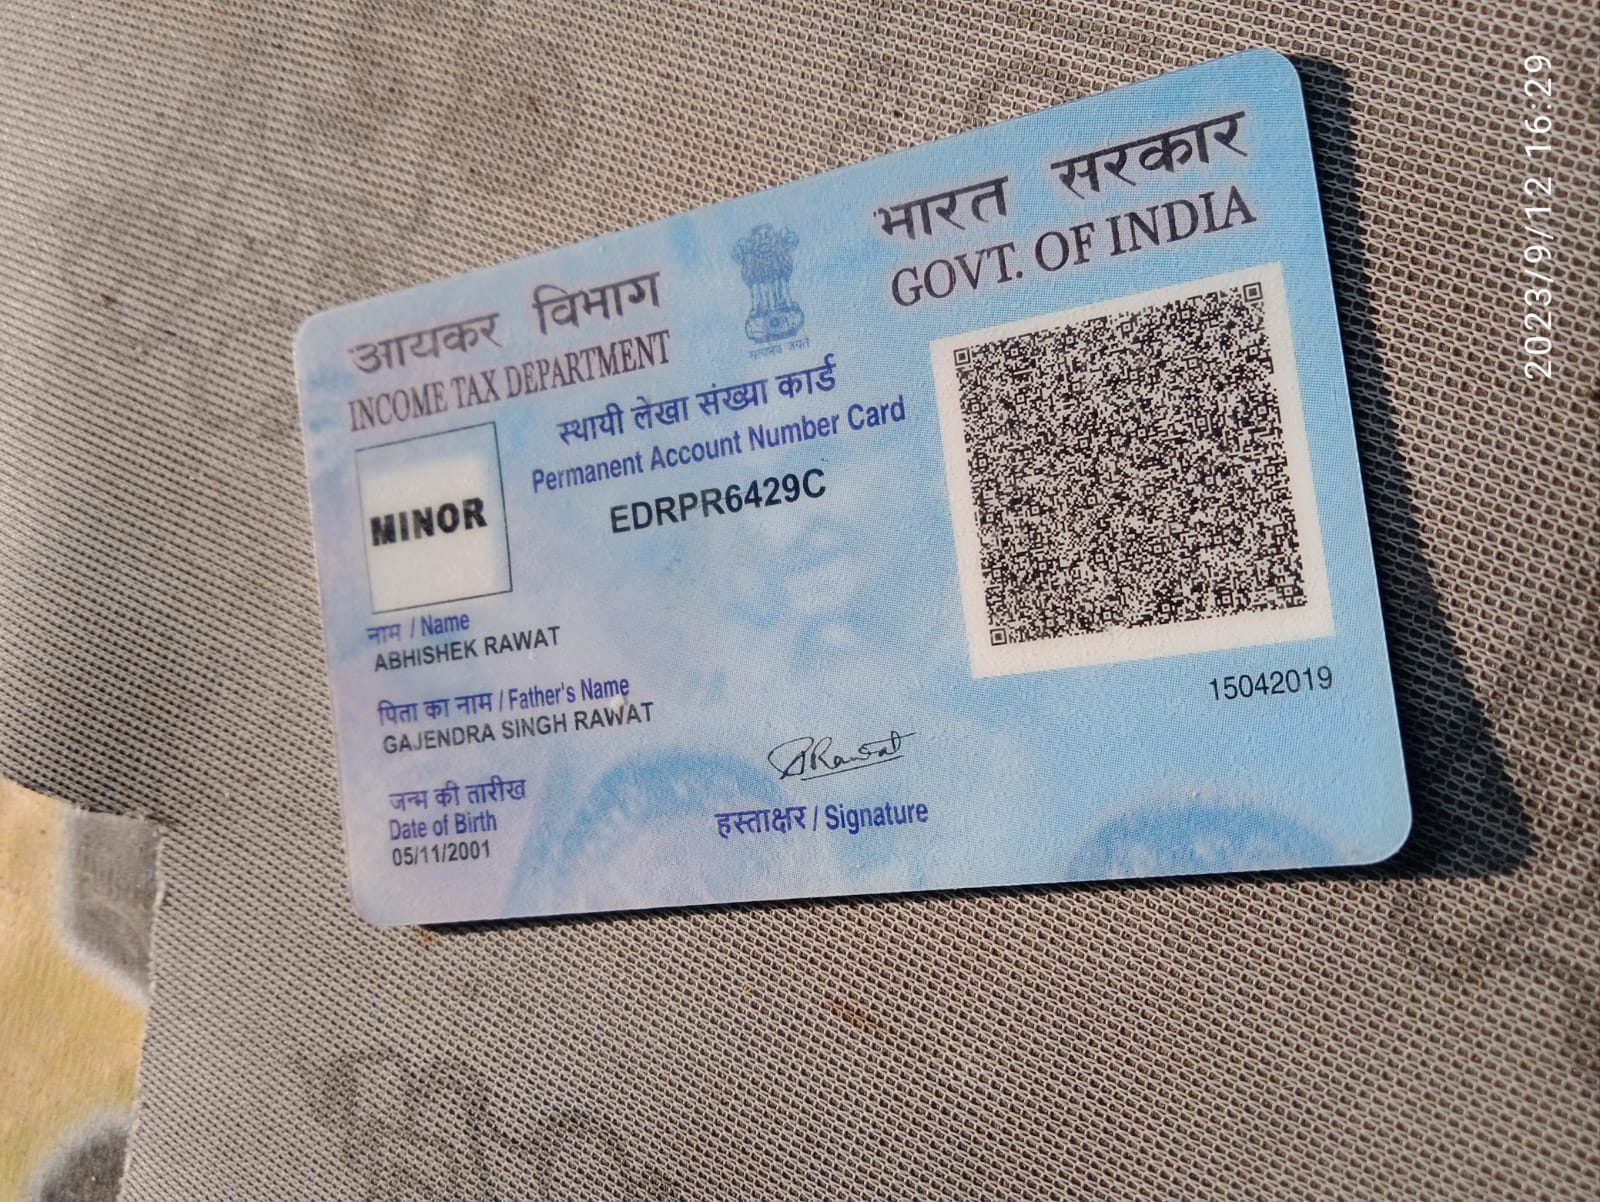 आयकर विभाग
INCOME TAX DEPARTMENT
सत्यमेव जयते
भारत सरकार
GOVT. OF INDIA
स्थायी लेखा संख्या कार्ड
Permanent Account Number Card
EDRPR6429C
MINOR
नाम / Name
ABHISHEK RAWAT
पिता का नाम / Father's Name
GAJENDRA SINGH RAWAT
जन्म की तारीख
Date of Birth
05/11/2001
ARawat
हस्ताक्षर / Signature
15042019
2023/9/12 16:29